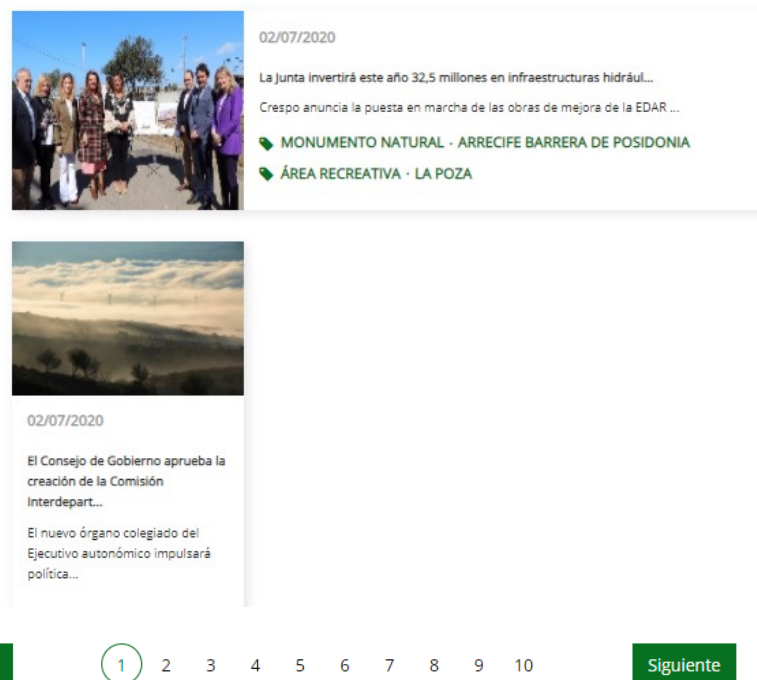 02/07/2020
La Junta invertirá este año 32,5 millones en infraestructuras hidrául...
Crespo anuncia la puesta en marcha de las obras de mejora de la EDAR ...
MONUMENTO NATURAL · ARRECIFE BARRERA DE POSIDONIA
ÁREA RECREATIVA · LA POZA
02/07/2020
El Consejo de Gobierno aprueba la
creación de la Comisión
Interdepart...
El nuevo órgano colegiado del
Ejecutivo autonómico impulsará
política...
1 2 3 4 5 6 7 8 9 10 Siguiente